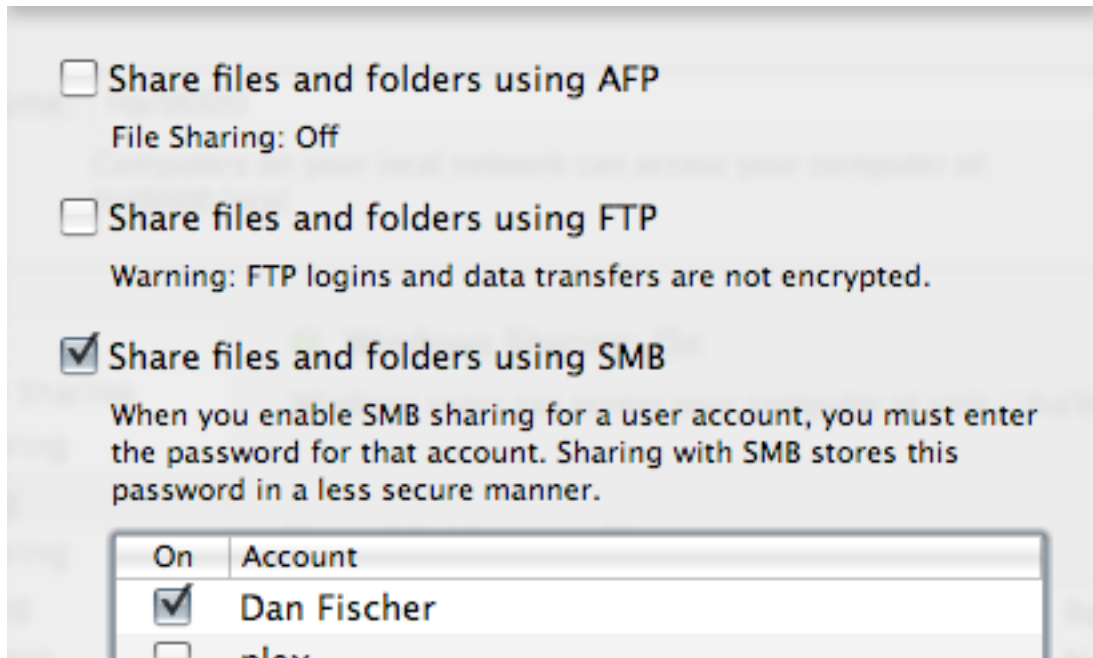 Share files and folders using AFP
File Sharing: Off
Share files and folders using FTP
Warning: FTP logins and data transfers are not encrypted.
Share files and folders using SMB
When you enable SMB sharing for a user account, you must enter
the password for that account. Sharing with SMB stores this
password in a less secure manner.
On Account
Dan Fischer